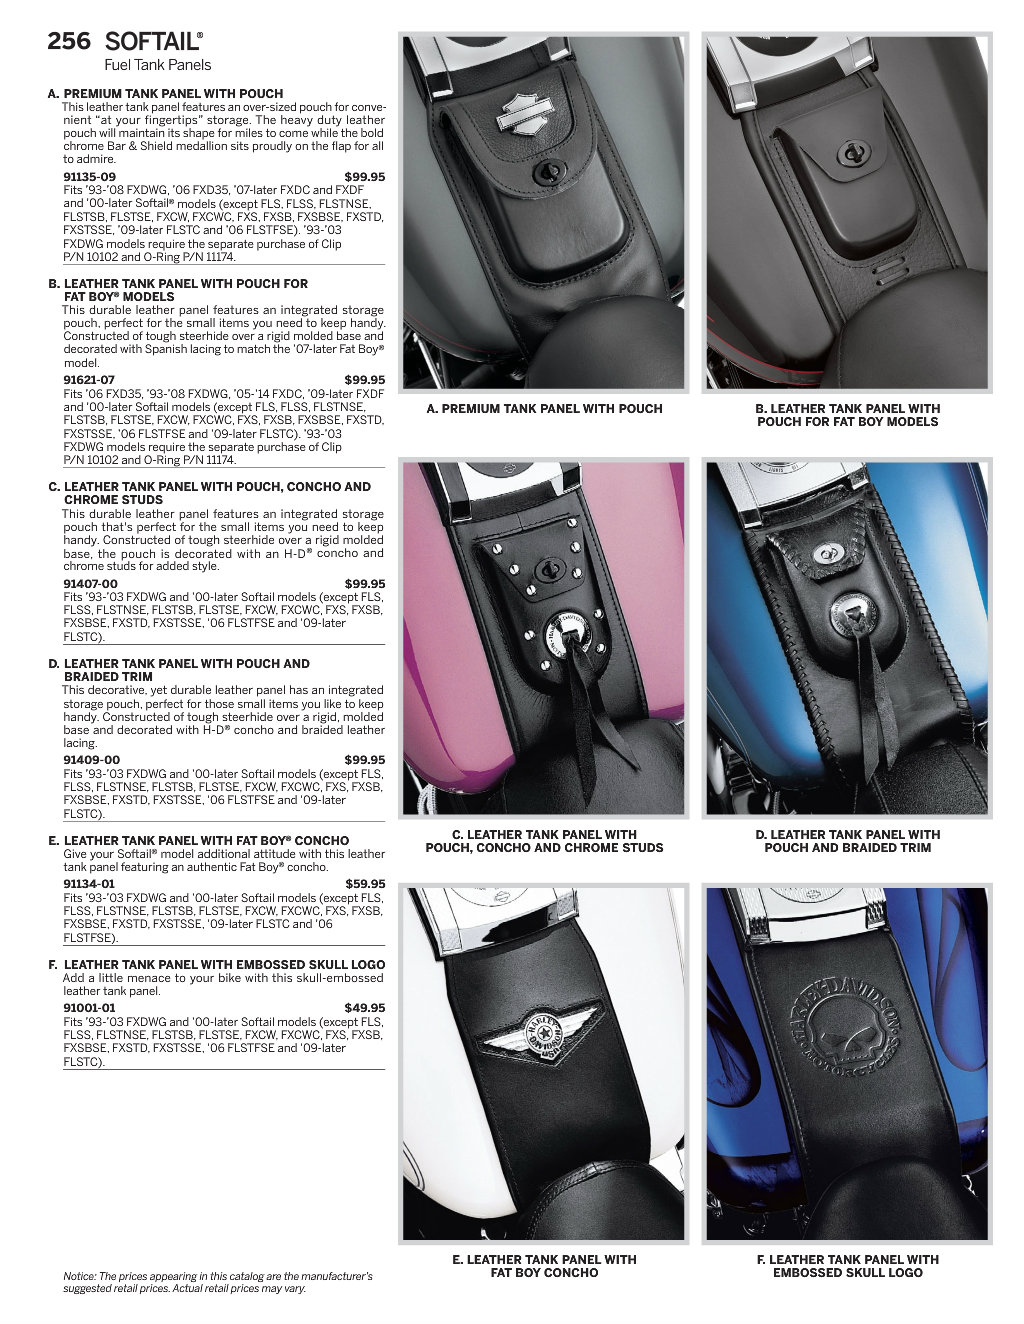 256 SOFTAIL®
Fuel Tank Panels
A. PREMIUM TANK PANEL WITH POUCH
This leather tank panel features an over-sized pouch for conve-
nient “at your fingertips” storage. The heavy duty leather
pouch will maintain its shape for miles to come while the bold
chrome Bar & Shield medallion sits proudly on the flap for all
to admire.
91135-09 $99.95
Fits ’93-’08 FXDWG, ’06 FXD35, ’07-later FXDC and FXDF
and ‘00-later Softail® models (except FLS, FLSS, FLSTNSE,
FLSTSB, FLSTSE, FXCW, FXCWC, FXS, FXSB, FXSBSE, FXSTD,
FXSTSSE, ’09-later FLSTC and ’06 FLSTFSE). ’93-’03
FXDWG models require the separate purchase of Clip
P/N 10102 and O-Ring P/N 11174.
B. LEATHER TANK PANEL WITH POUCH FOR
FAT BOY® MODELS
This durable leather panel features an integrated storage
pouch, perfect for the small items you need to keep handy.
Constructed of tough steerhide over a rigid molded base and
decorated with Spanish lacing to match the ’07-later Fat Boy®
model.
91621-07 $99.95
Fits ’06 FXD35, ’93-’08 FXDWG, ’05-’14 FXDC, ’09-later FXDF
and ‘00-later Softail models (except FLS, FLSS, FLSTNSE,
FLSTSB, FLSTSE, FXCW, FXCWC, FXS, FXSB, FXSBSE, FXSTD,
FXSTSSE, ’06 FLSTFSE and ’09-later FLSTC). ’93-’03
FXDWG models require the separate purchase of Clip
P/N 10102 and O-Ring P/N 11174.
C. LEATHER TANK PANEL WITH POUCH, CONCHO AND
CHROME STUDS
This durable leather panel features an integrated storage
pouch that's perfect for the small items you need to keep
handy. Constructed of tough steerhide over a rigid molded
base, the pouch is decorated with an H-D® concho and
chrome studs for added style.
91407-00 $99.95
Fits ’93-’03 FXDWG and ‘00-later Softail models (except FLS,
FLSS, FLSTNSE, FLSTSB, FLSTSE, FXCW, FXCWC, FXS, FXSB,
FXSBSE, FXSTD, FXSTSSE, ‘06 FLSTFSE and ‘09-later
FLSTC).
D. LEATHER TANK PANEL WITH POUCH AND
BRAIDED TRIM
This decorative, yet durable leather panel has an integrated
storage pouch, perfect for those small items you like to keep
handy. Constructed of tough steerhide over a rigid, molded
base and decorated with H-D® concho and braided leather
lacing.
91409-00 $99.95
Fits ’93-’03 FXDWG and ‘00-later Softail models (except FLS,
FLSS, FLSTNSE, FLSTSB, FLSTSE, FXCW, FXCWC, FXS, FXSB,
FXSBSE, FXSTD, FXSTSSE, ‘06 FLSTFSE and ‘09-later
FLSTC).
E. LEATHER TANK PANEL WITH FAT BOY® CONCHO
Give your Softail® model additional attitude with this leather
tank panel featuring an authentic Fat Boy® concho.
91134-01 $59.95
Fits ’93-’03 FXDWG and ‘00-later Softail models (except FLS,
FLSS, FLSTNSE, FLSTSB, FLSTSE, FXCW, FXCWC, FXS, FXSB,
FXSBSE, FXSTD, FXSTSSE, ‘09-later FLSTC and ‘06
FLSTFSE).
F. LEATHER TANK PANEL WITH EMBOSSED SKULL LOGO
Add a little menace to your bike with this skull-embossed
leather tank panel.
91001-01 $49.95
Fits ’93-’03 FXDWG and ‘00-later Softail models (except FLS,
FLSS, FLSTNSE, FLSTSB, FLSTSE, FXCW, FXCWC, FXS, FXSB,
FXSBSE, FXSTD, FXSTSSE, ‘06 FLSTFSE and ‘09-later
FLSTC).
Notice: The prices appearing in this catalog are the manufacturer’s
suggested retail prices. Actual retail prices may vary.
A. PREMIUM TANK PANEL WITH POUCH
B. LEATHER TANK PANEL WITH
POUCH FOR FAT BOY MODELS
C. LEATHER TANK PANEL WITH
POUCH, CONCHO AND CHROME STUDS
D. LEATHER TANK PANEL WITH
POUCH AND BRAIDED TRIM
HARLEY-DAVIDSON
HARLEY-DAVIDSON
MOTORCYCLES
E. LEATHER TANK PANEL WITH
FAT BOY CONCHO
F. LEATHER TANK PANEL WITH
EMBOSSED SKULL LOGO